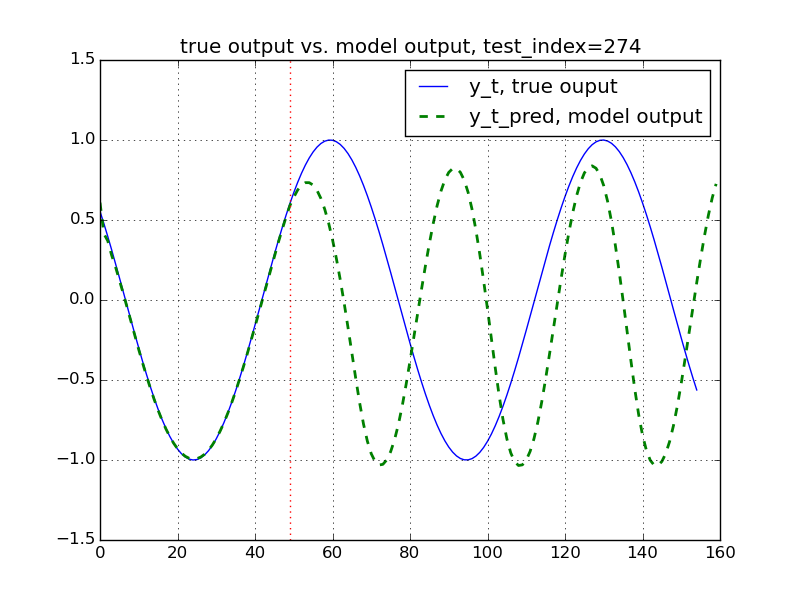 true output vs. model output, test_index=274
y_t, true ouput
y_t_pred, model output
1.5
1.0
0.5
0.0
−0.5
−1.0
−1.5
0 20 40 60 80 100 120 140 160